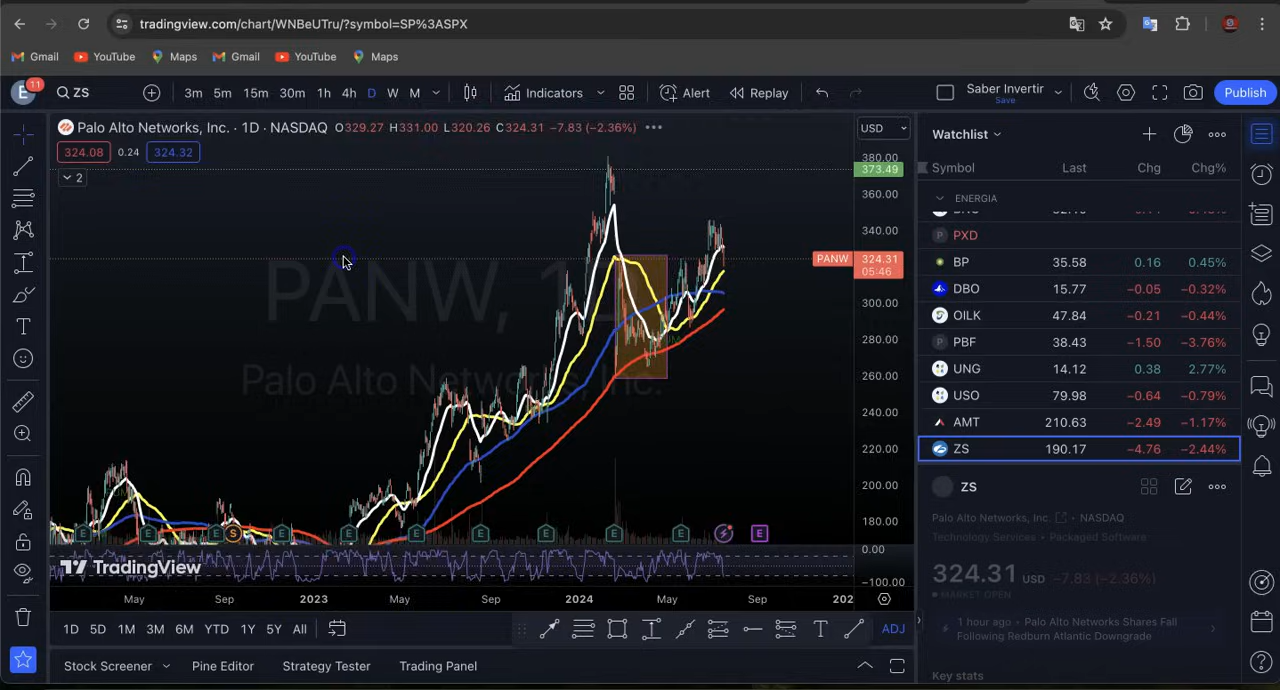 tradingview.com/chart/WNBeUTru/?symbol=SP%3ASPX
Gmail YouTube Maps Gmail YouTube Maps
E 11 ZS 3m 5m 15m 30m 1h 4h D W M Indicators Alert Replay Saber Invertir Save Publish
Palo Alto Networks, Inc. · 1D · NASDAQ O329.27 H331.00 L320.26 C324.31 −7.83 (−2.36%)
324.08 0.24 324.32
2
USD
380.00
373.49
360.00
340.00
PANW 324.31
05:46
300.00
280.00
260.00
240.00
220.00
200.00
180.00
0.00
−100.00
PANW, 1
Palo Alto Networks, Inc.
E E E S E E E E E E E E
TradingView
May Sep 2023 May Sep 2024 May Sep 202
1D 5D 1M 3M 6M YTD 1Y 5Y All ADJ
Stock Screener Pine Editor Strategy Tester Trading Panel
Watchlist
Symbol Last Chg Chg%
ENERGIA
P PXD
BP 35.58 0.16 0.45%
DBO 15.77 −0.05 −0.32%
OILK 47.84 −0.21 −0.44%
PBF 38.43 −1.50 −3.76%
UNG 14.12 0.38 2.77%
USO 79.98 −0.64 −0.79%
AMT 210.63 −2.49 −1.17%
ZS 190.17 −4.76 −2.44%
ZS
Palo Alto Networks, Inc. • NASDAQ
Technology Services • Packaged Software
324.31 USD −7.83 (−2.36%)
MARKET OPEN
1 hour ago • Palo Alto Networks Shares Fall
Following Redburn Atlantic Downgrade
Key stats